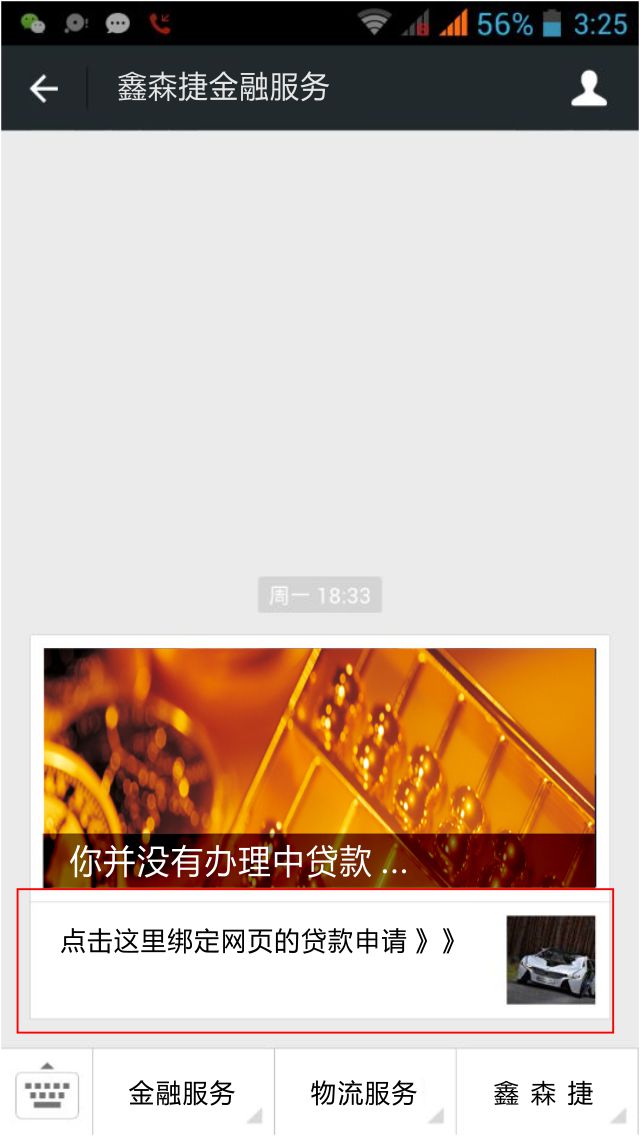 56% 3:25
鑫森捷金融服务
周一 18:33
你并没有办理中贷款 ...
点击这里绑定网页的贷款申请 》》
金融服务 物流服务 鑫 森 捷